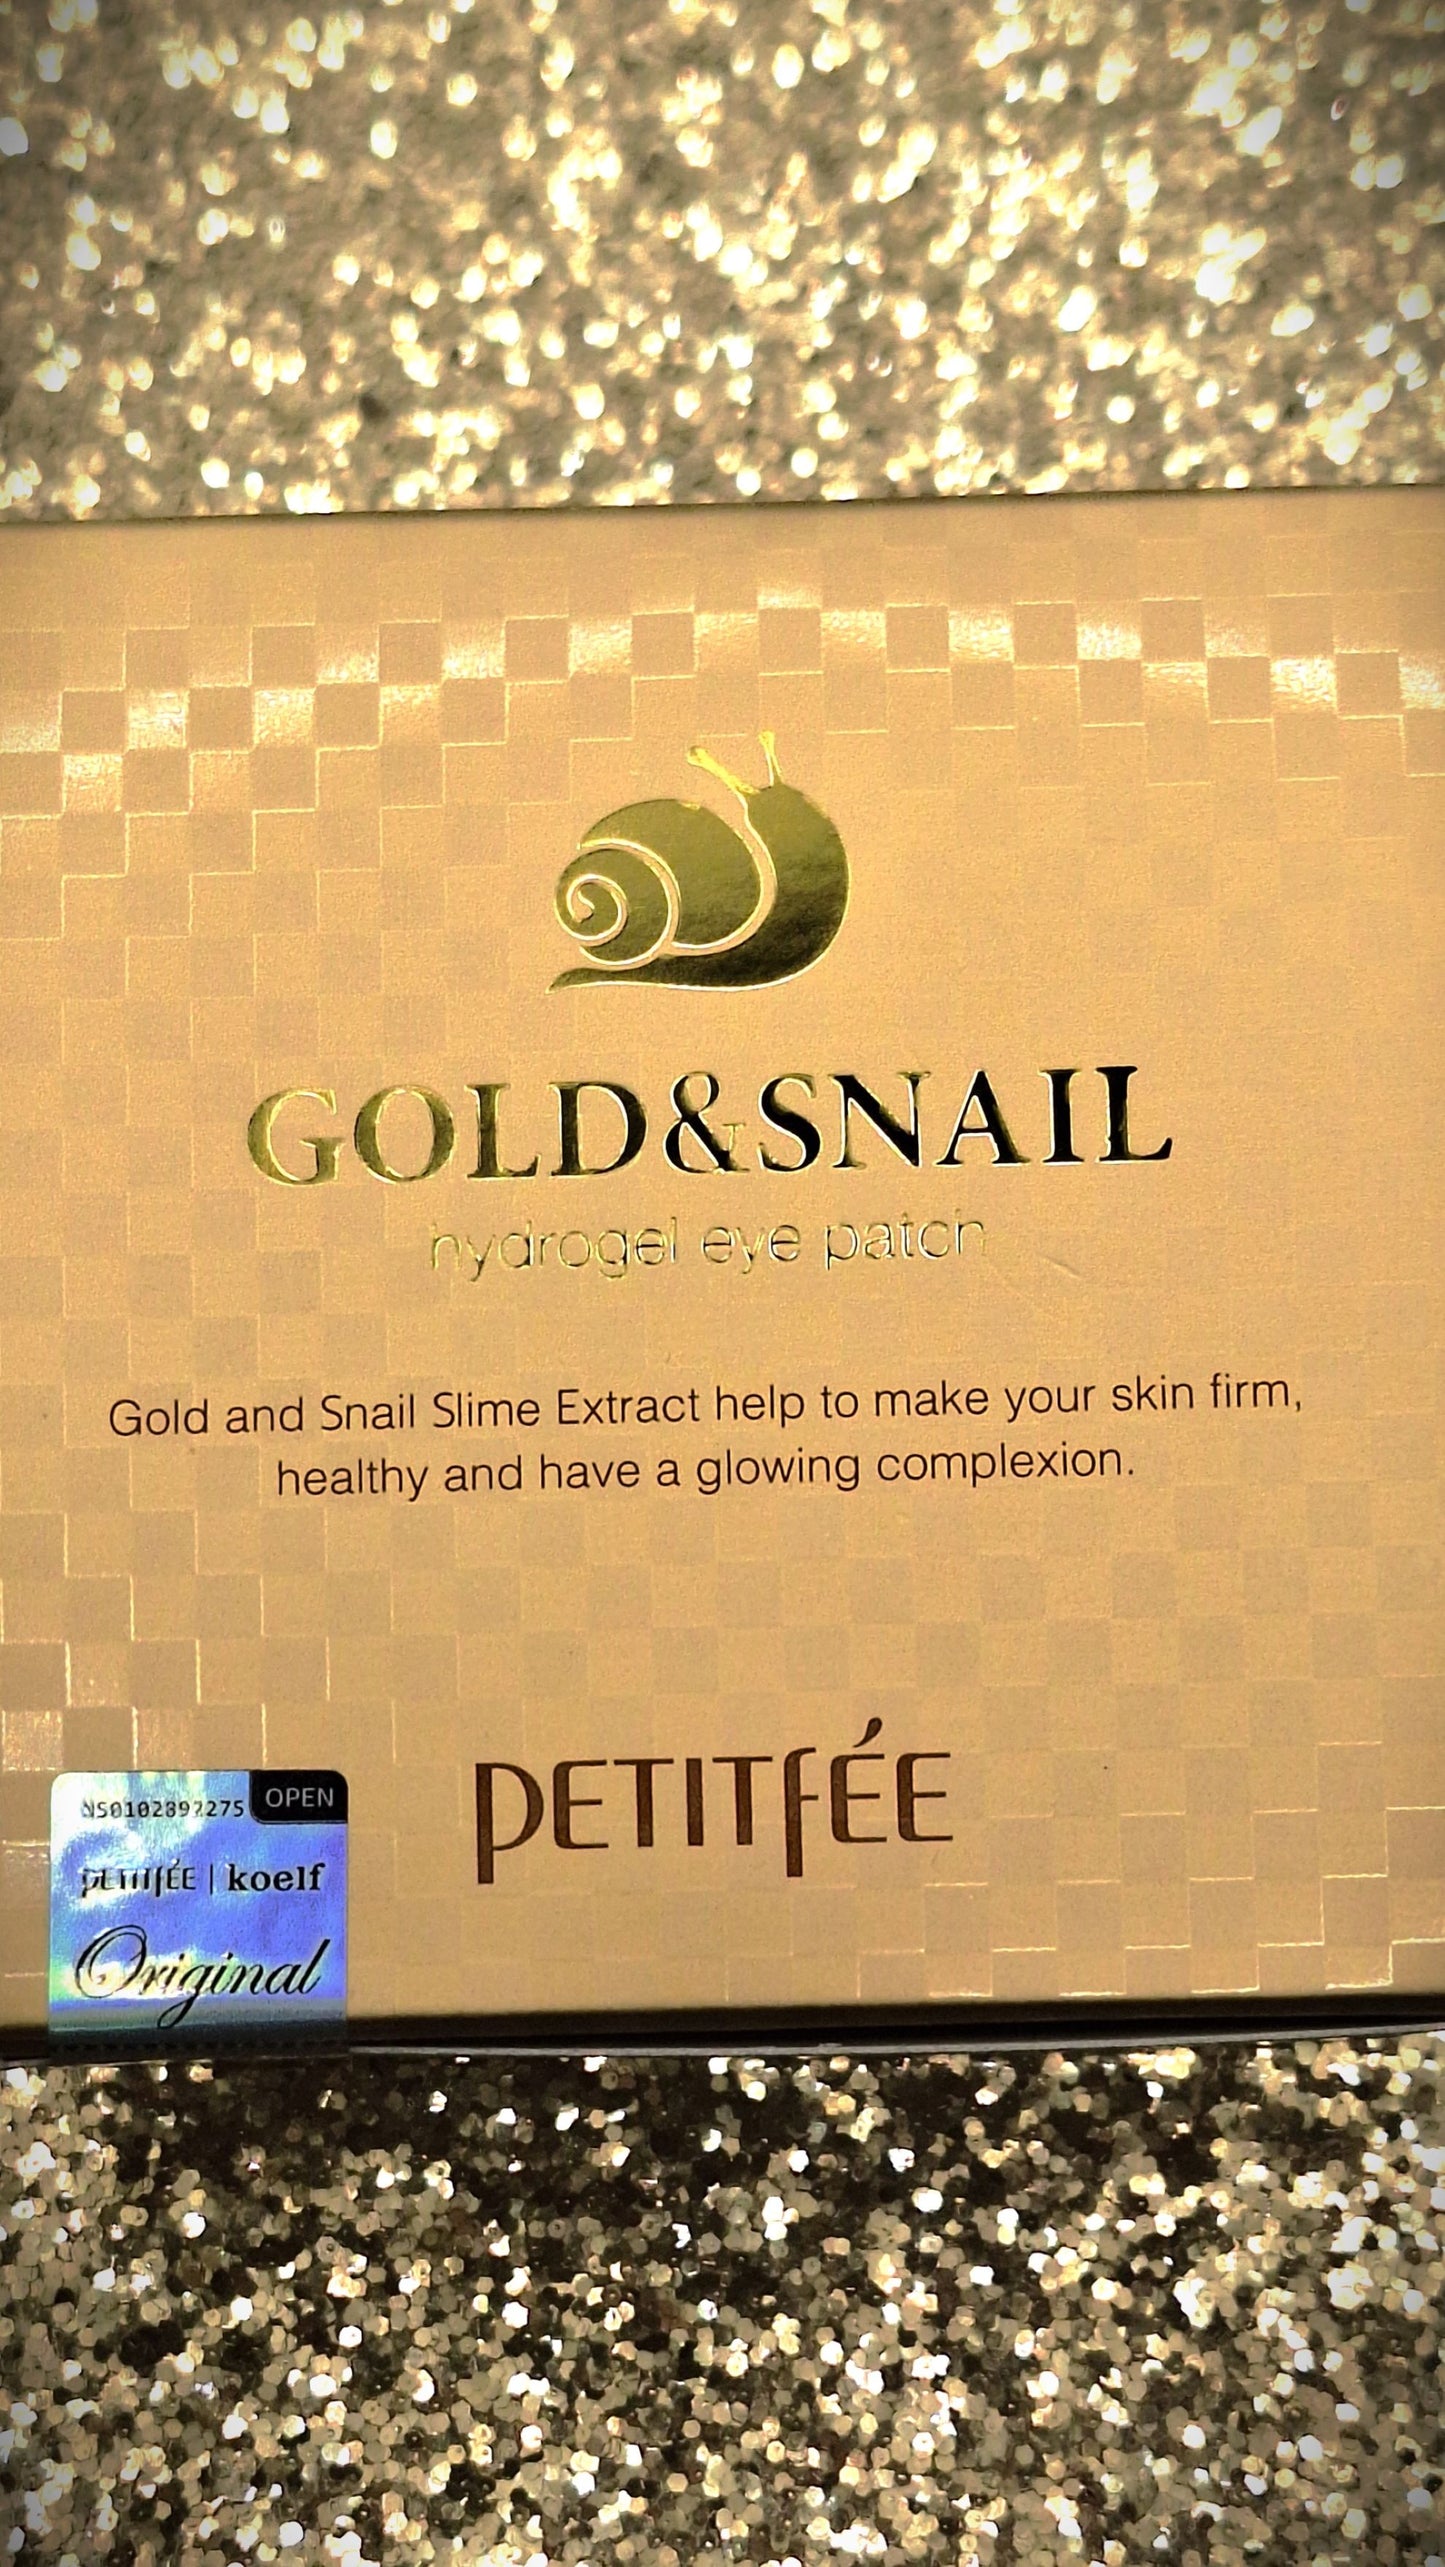 GOLD&SNAIL
hydrogel eye patch
Gold and Snail Slime Extract help to make your skin firm,
healthy and have a glowing complexion.
PETITFÉE
NS0102892275 OPEN
PETITFÉE | koelf
Original